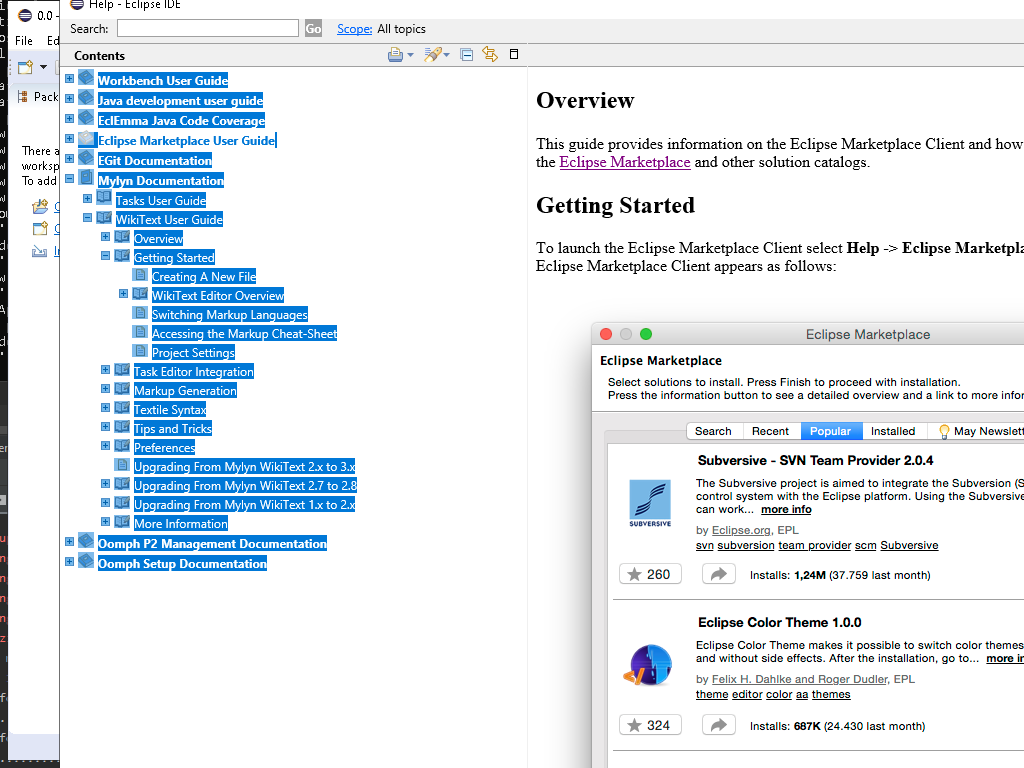 Help - Eclipse IDE
0.0 -
File Ed
Search:
Go
Scope: All topics
Contents
Pack
There a
worksp
To add
Workbench User Guide
Java development user guide
EclEmma Java Code Coverage
Eclipse Marketplace User Guide
EGit Documentation
Mylyn Documentation
Tasks User Guide
WikiText User Guide
Overview
Getting Started
Creating A New File
WikiText Editor Overview
Switching Markup Languages
Accessing the Markup Cheat-Sheet
Project Settings
Task Editor Integration
Markup Generation
Textile Syntax
Tips and Tricks
Preferences
Upgrading From Mylyn WikiText 2.x to 3.x
Upgrading From Mylyn WikiText 2.7 to 2.8
Upgrading From Mylyn WikiText 1.x to 2.x
More Information
Oomph P2 Management Documentation
Oomph Setup Documentation
Overview
This guide provides information on the Eclipse Marketplace Client and how
the Eclipse Marketplace and other solution catalogs.
Getting Started
To launch the Eclipse Marketplace Client select Help -> Eclipse Marketpla
Eclipse Marketplace Client appears as follows:
Eclipse Marketplace
Eclipse Marketplace
Select solutions to install. Press Finish to proceed with installation.
Press the information button to see a detailed overview and a link to more infor
Search Recent Popular Installed May Newslett
Subversive - SVN Team Provider 2.0.4
The Subversive project is aimed to integrate the Subversion (S
control system with the Eclipse platform. Using the Subversive
can work... more info
SUBVERSIVE
by Eclipse.org, EPL
svn subversion team provider scm Subversive
260
Installs: 1,24M (37.759 last month)
Eclipse Color Theme 1.0.0
Eclipse Color Theme makes it possible to switch color themes
and without side effects. After the installation, go to... more in
by Felix H. Dahlke and Roger Dudler, EPL
theme editor color aa themes
324
Installs: 687K (24.430 last month)